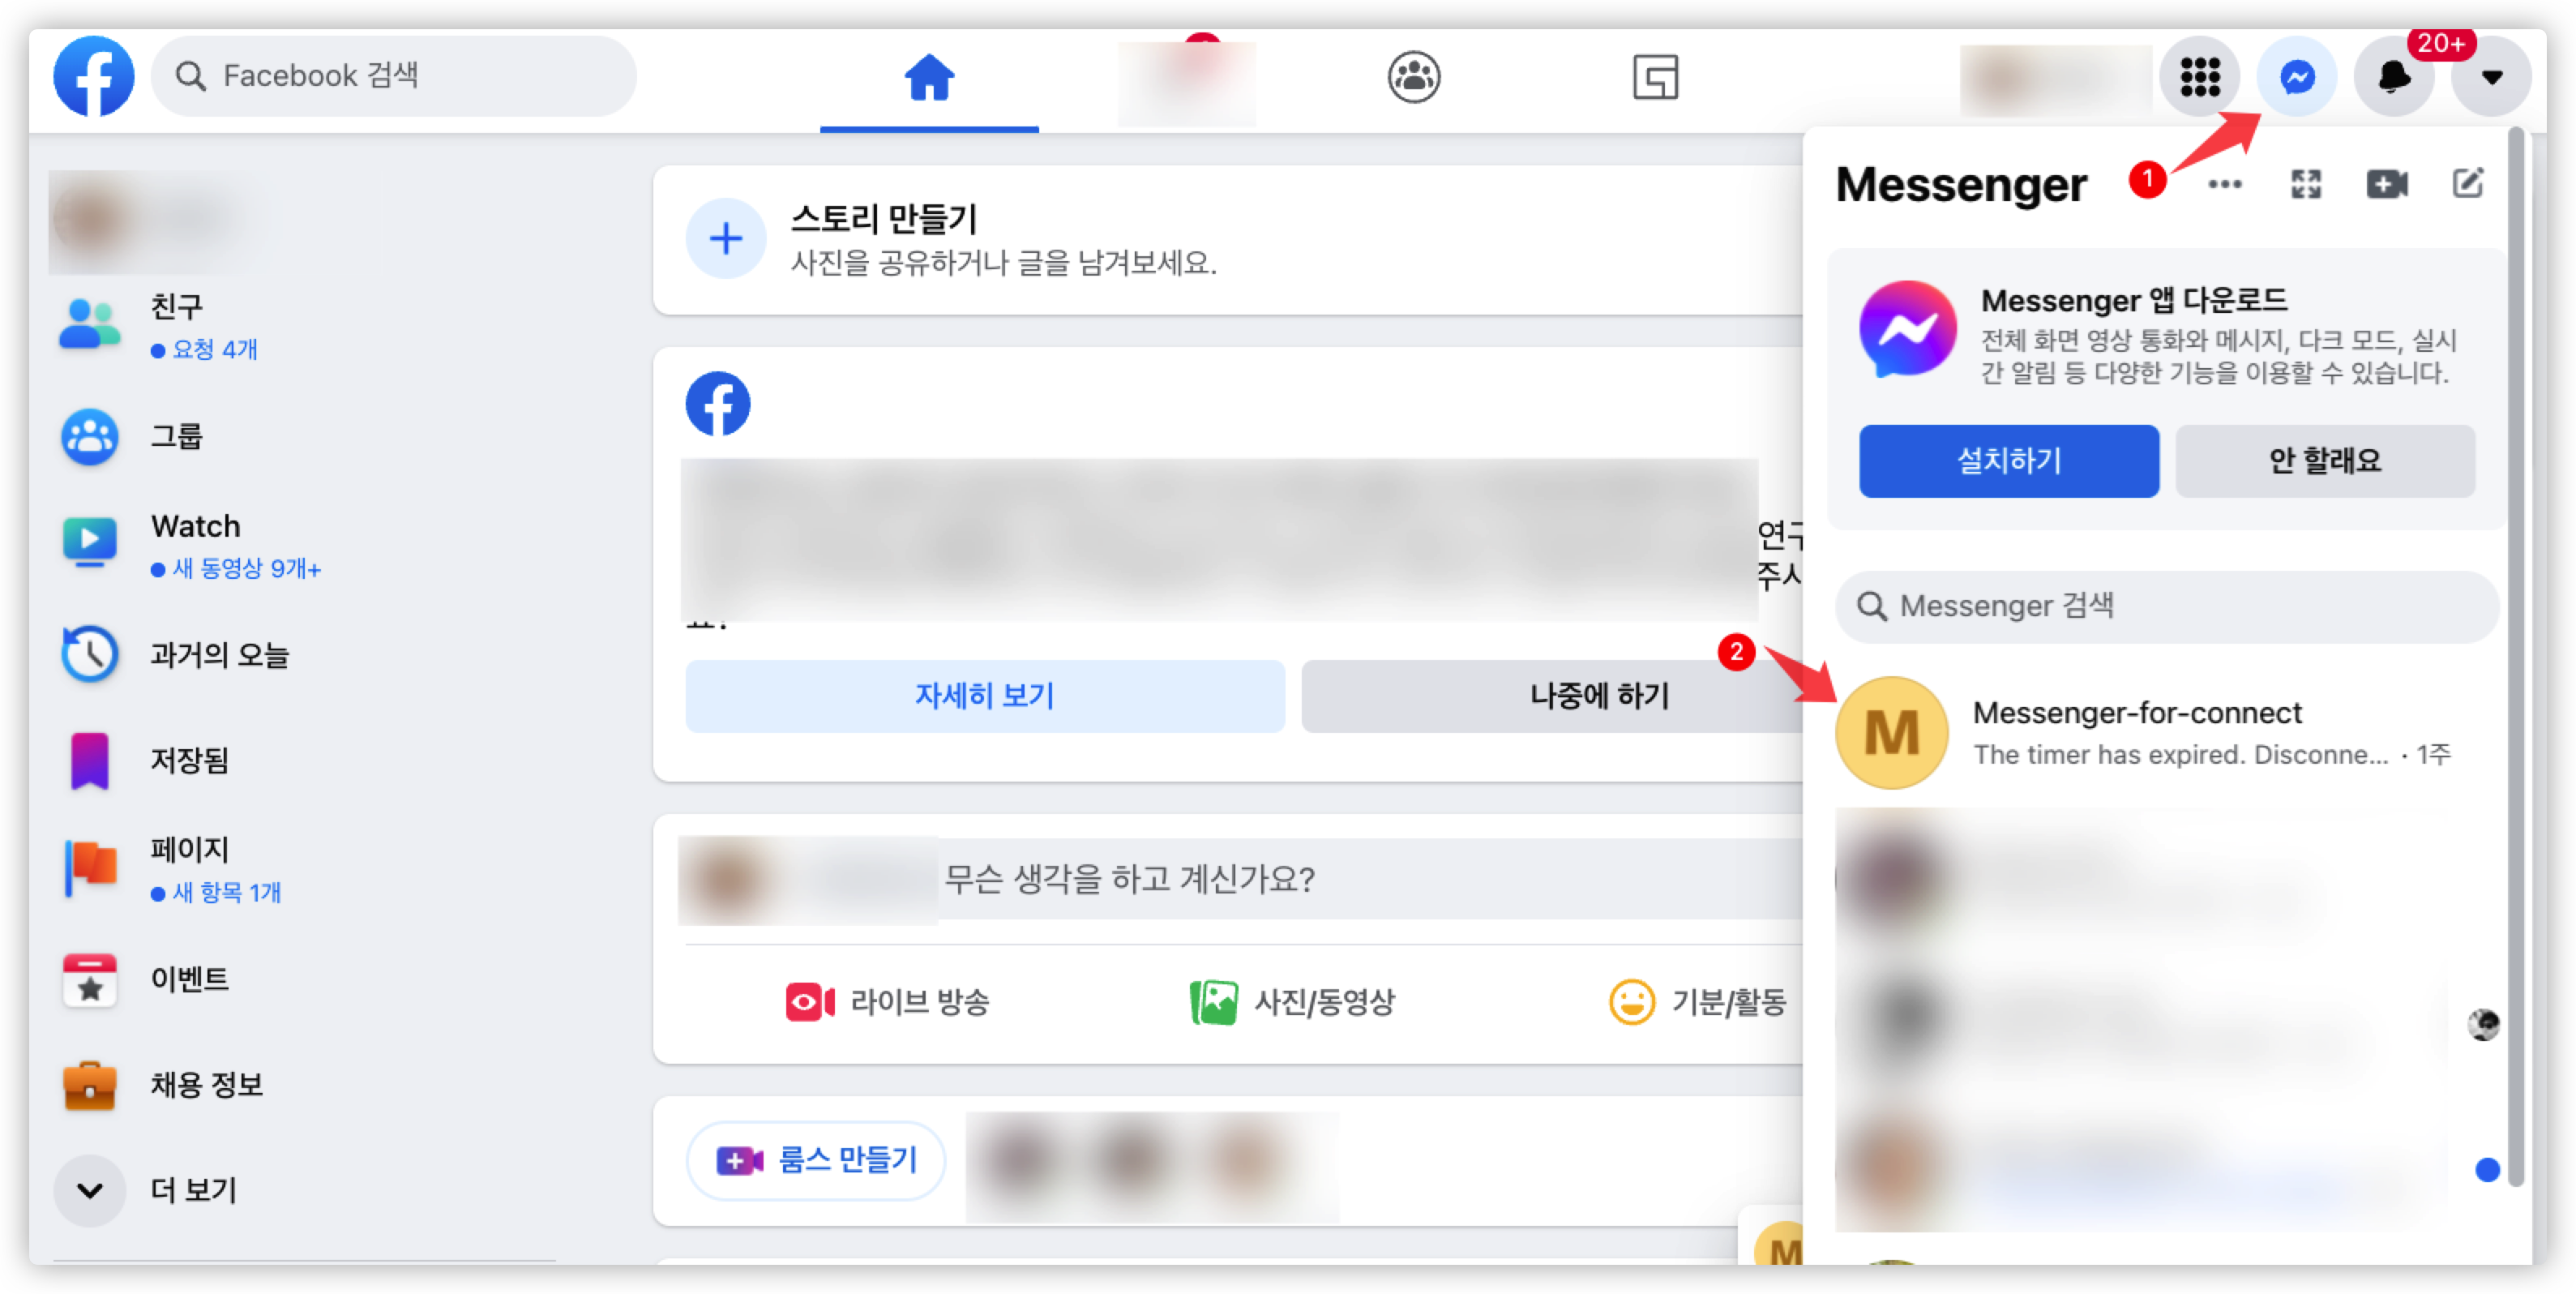 Facebook 검색
20+
친구
요청 4개
그룹
Watch
새 동영상 9개+
과거의 오늘
저장됨
페이지
새 항목 1개
이벤트
채용 정보
더 보기
스토리 만들기
사진을 공유하거나 글을 남겨보세요.
연구
주시
요?
자세히 보기
나중에 하기
무슨 생각을 하고 계신가요?
라이브 방송
사진/동영상
기분/활동
룸스 만들기
M
Messenger
1
Messenger 앱 다운로드
전체 화면 영상 통화와 메시지, 다크 모드, 실시
간 알림 등 다양한 기능을 이용할 수 있습니다.
설치하기
안 할래요
Messenger 검색
2
M
Messenger-for-connect
The timer has expired. Disconne... · 1주